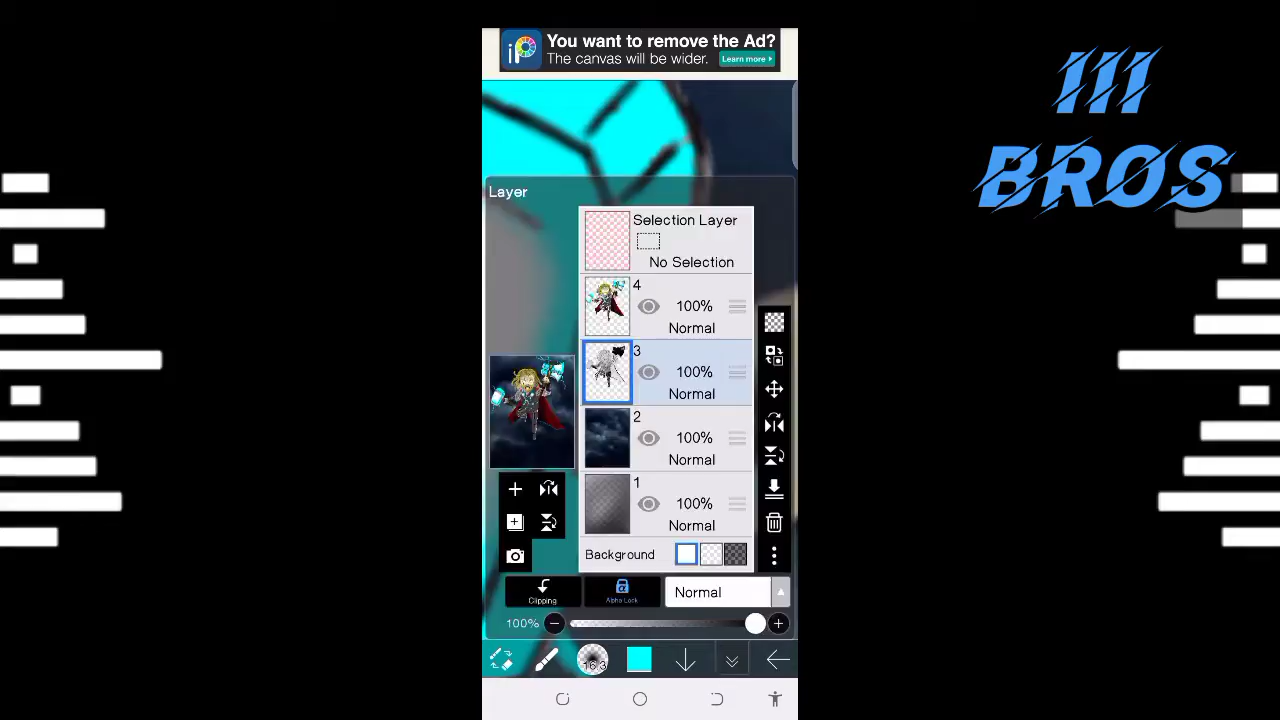 You want to remove the Ad?
The canvas will be wider.
Learn more
III
BROS
Layer
Selection Layer
No Selection
4
100%
Normal
3
100%
Normal
2
100%
Normal
1
100%
Normal
Background
Clipping
Alpha Lock
Normal
100%
16.3